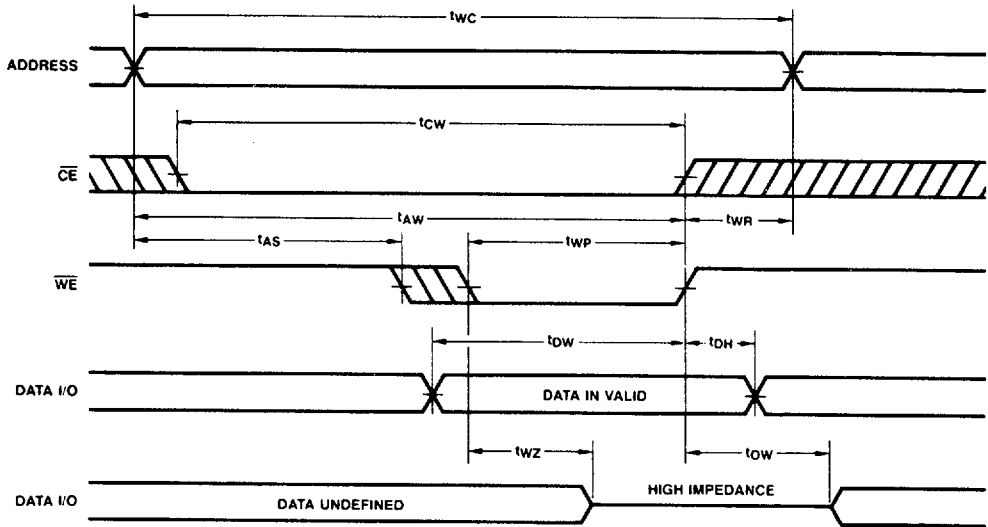 tWC
ADDRESS
tCW
CE
tAW
tWR
tAS
tWP
WE
tDW
tDH
DATA I/O
DATA IN VALID
tWZ
tOW
HIGH IMPEDANCE
DATA I/O
DATA UNDEFINED